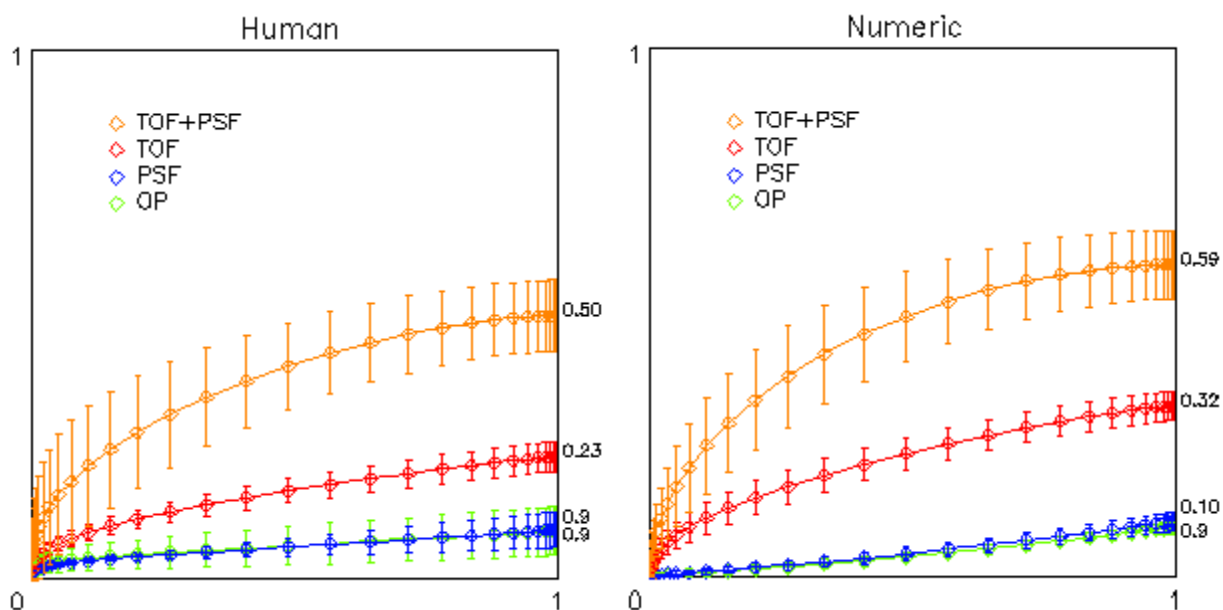 Human
1
TOF+PSF
TOF
PSF
OP
0.50
0.23
0.9
0.9
0
1
Numeric
1
TOF+PSF
TOF
PSF
OP
0.59
0.32
0.10
0.9
0
1